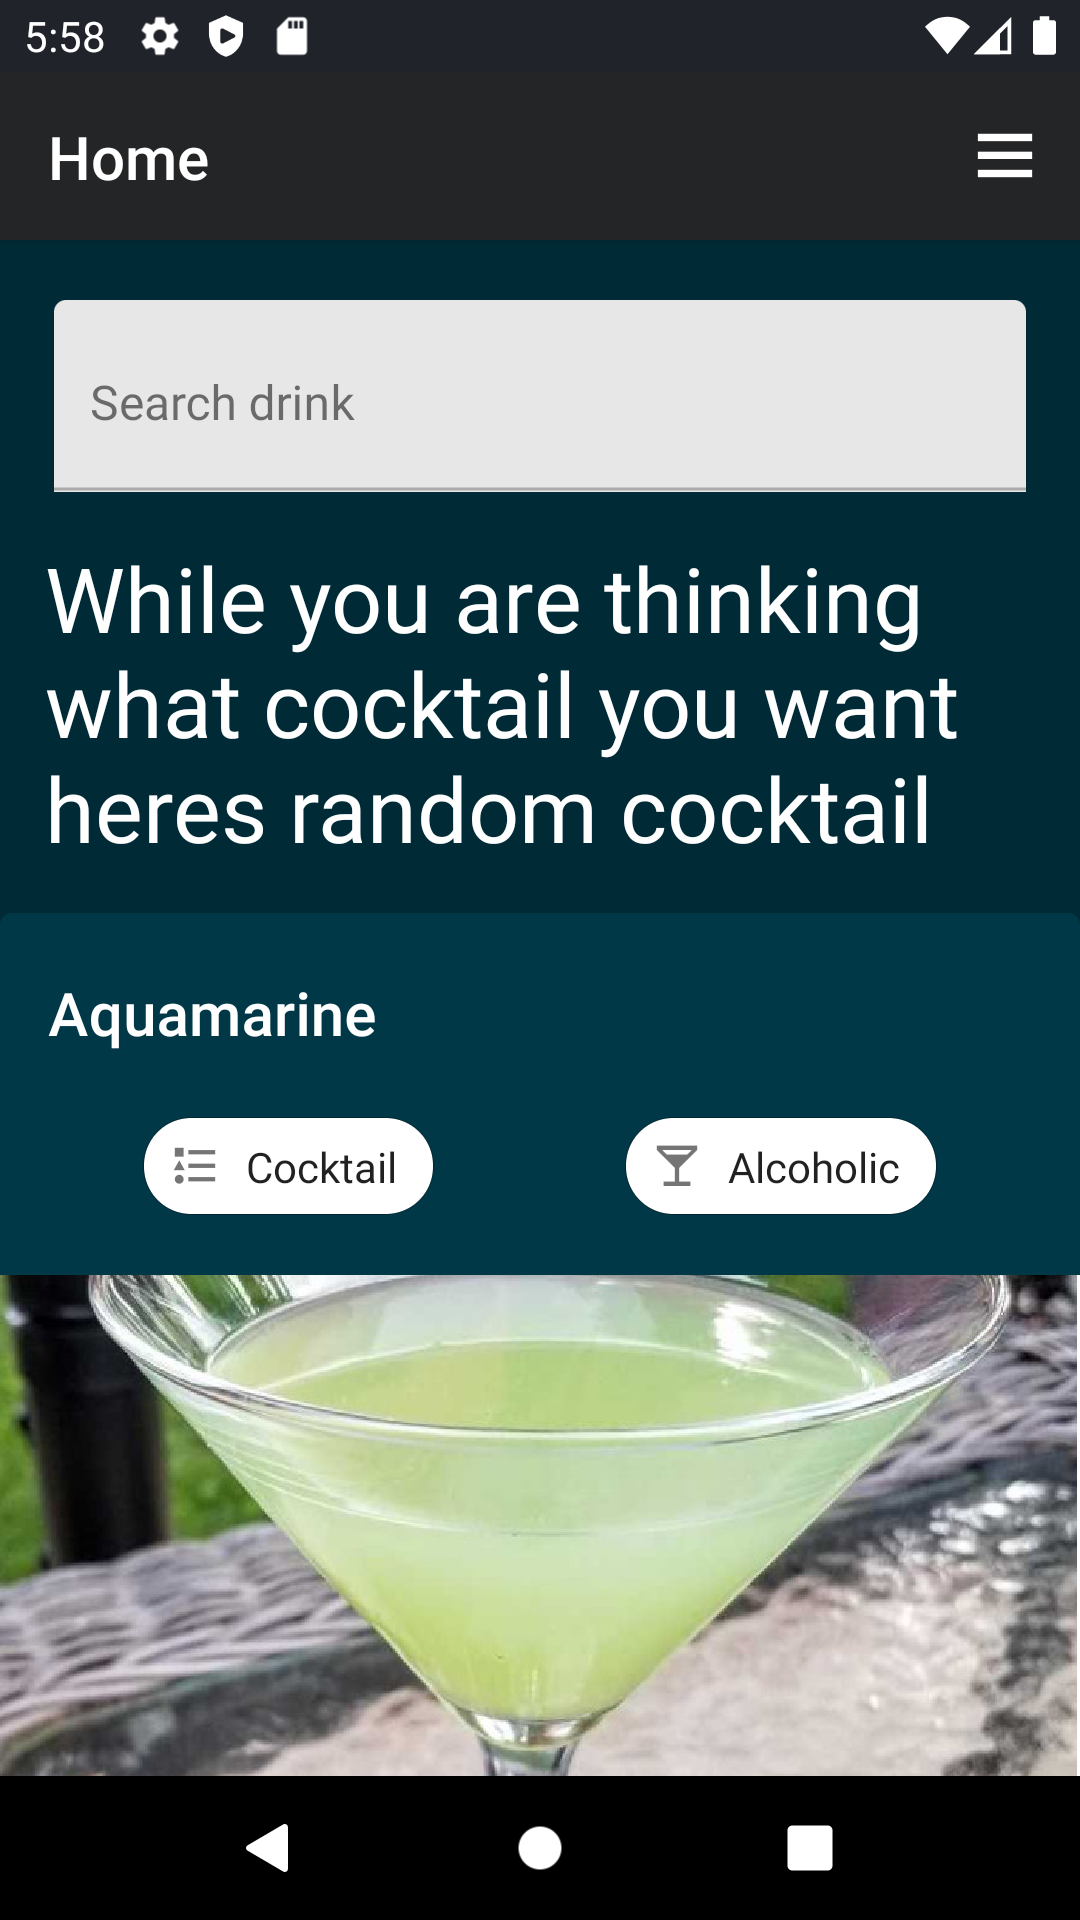 5:58
Home
Search drink
While you are thinking
what cocktail you want
heres random cocktail
Aquamarine
Cocktail
Alcoholic